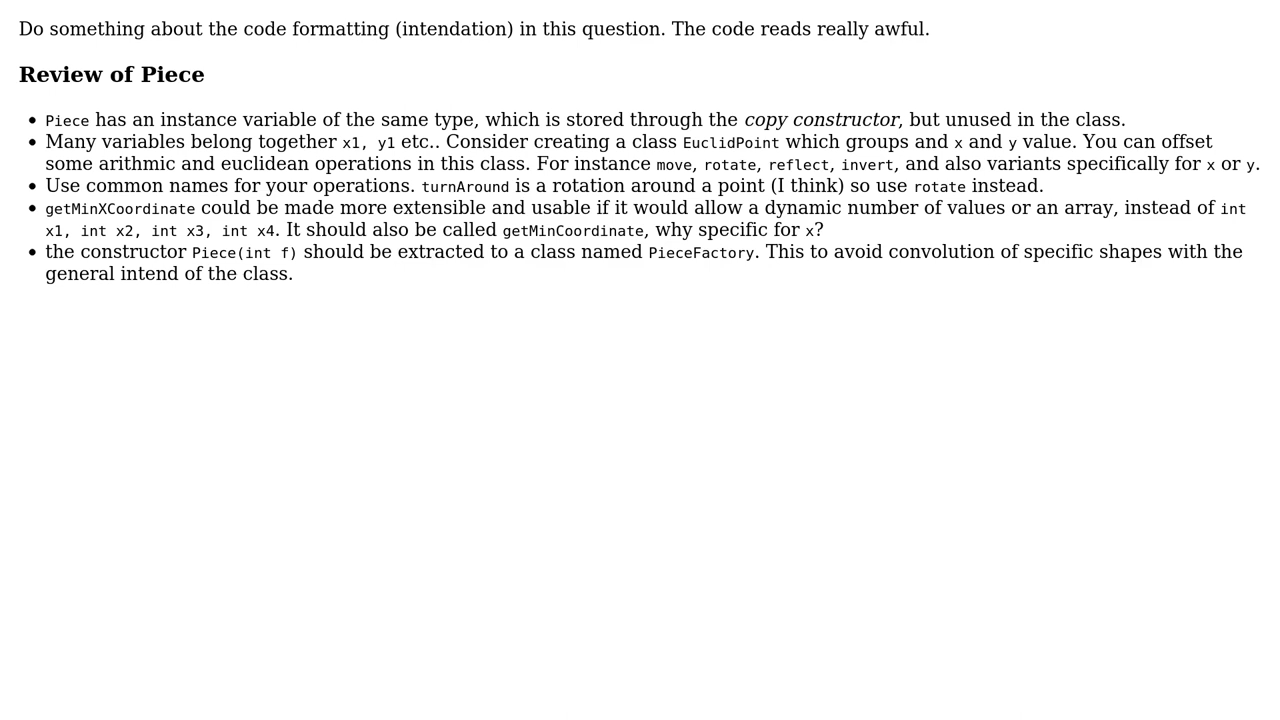 Do something about the code formatting (intendation) in this question. The code reads really awful.
Review of Piece
• Piece has an instance variable of the same type, which is stored through the copy constructor, but unused in the class.
• Many variables belong together x1, y1 etc.. Consider creating a class EuclidPoint which groups and x and y value. You can offset
some arithmic and euclidean operations in this class. For instance move, rotate, reflect, invert, and also variants specifically for x or y.
• Use common names for your operations. turnAround is a rotation around a point (I think) so use rotate instead.
• getMinXCoordinate could be made more extensible and usable if it would allow a dynamic number of values or an array, instead of int
x1, int x2, int x3, int x4. It should also be called getMinCoordinate, why specific for x?
• the constructor Piece(int f) should be extracted to a class named PieceFactory. This to avoid convolution of specific shapes with the
general intend of the class.